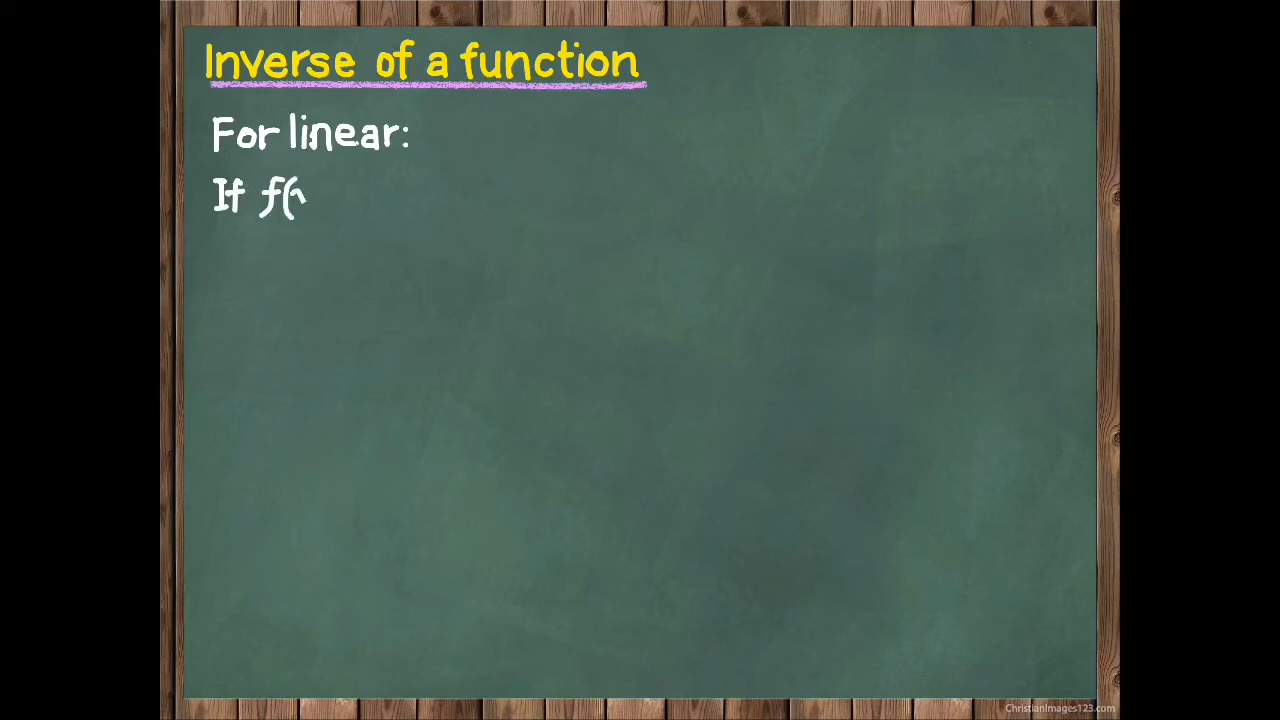 Inverse of a function
For linear:
If f(
ChristianImages123.com